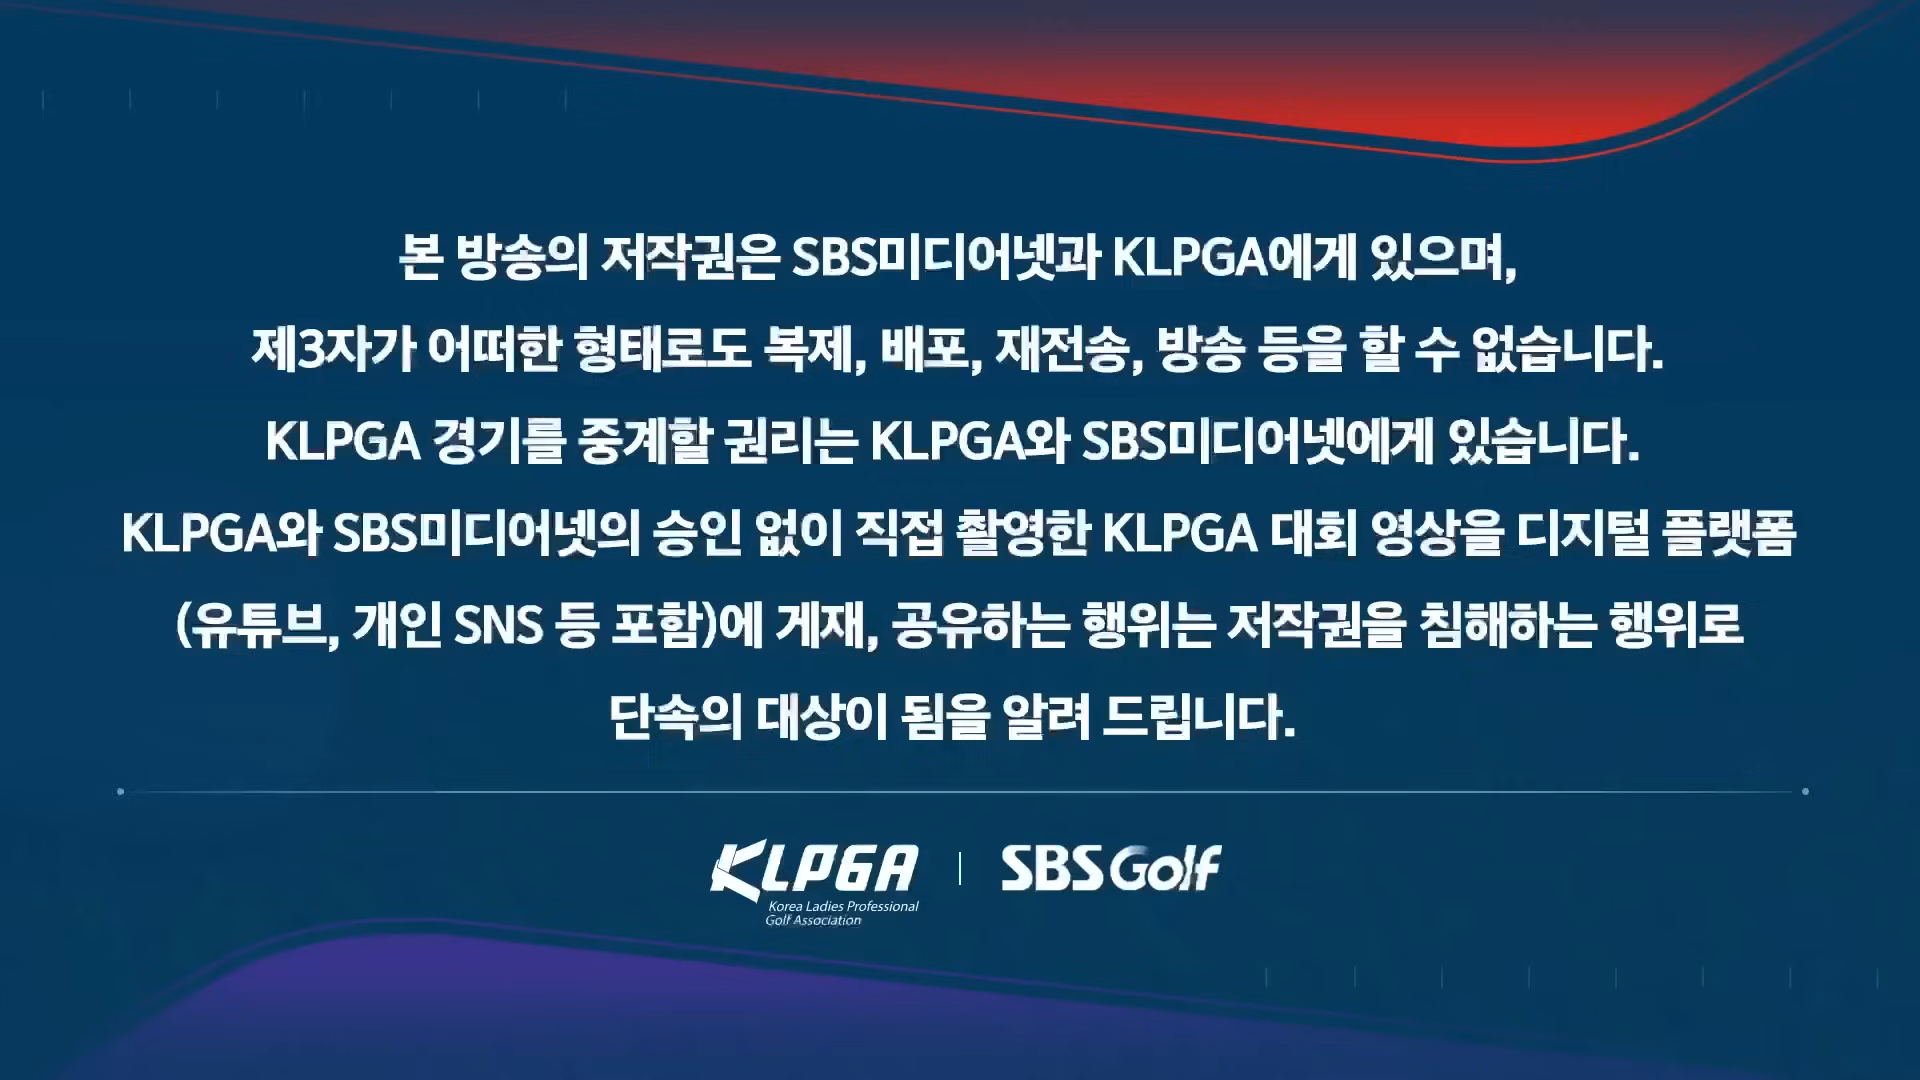 본 방송의 저작권은 SBS미디어넷과 KLPGA에게 있으며,
제3자가 어떠한 형태로도 복제, 배포, 재전송, 방송 등을 할 수 없습니다.
KLPGA 경기를 중계할 권리는 KLPGA와 SBS미디어넷에게 있습니다.
KLPGA와 SBS미디어넷의 승인 없이 직접 촬영한 KLPGA 대회 영상을 디지털 플랫폼
(유튜브, 개인 SNS 등 포함)에 게재, 공유하는 행위는 저작권을 침해하는 행위로
단속의 대상이 됨을 알려 드립니다.
KLPGA
Korea Ladies Professional
Golf Association
SBS Golf